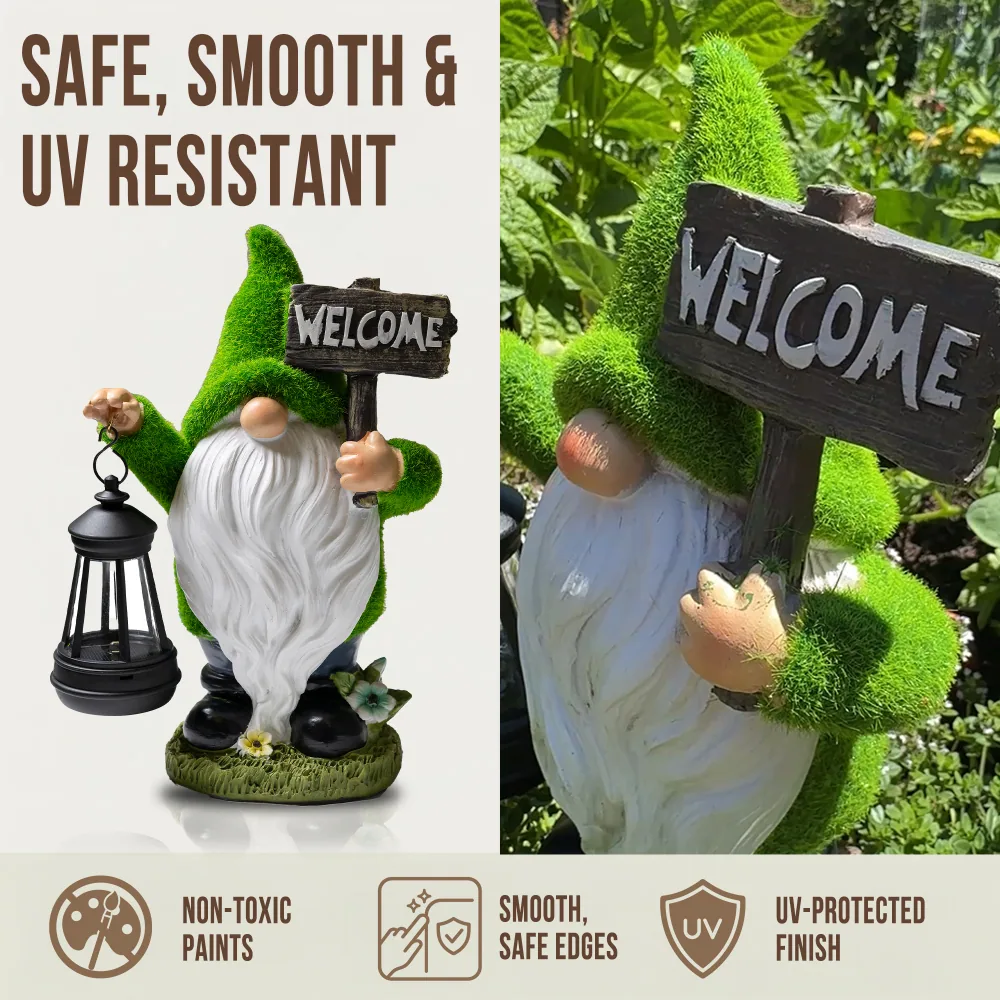 SAFE, SMOOTH &
UV RESISTANT
WELCOME
WELCOME
NON-TOXIC
PAINTS
SMOOTH,
SAFE EDGES
UV
UV-PROTECTED
FINISH